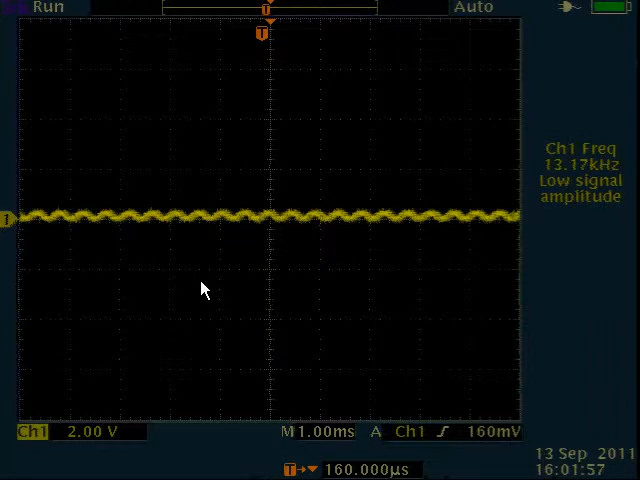 Run
Auto
T
T
Ch1 Freq
13.17kHz
Low signal
amplitude
1
Ch1 2.00 V
M 1.00ms
A Ch1 160mV
13 Sep 2011
16:01:57
T 160.000µs